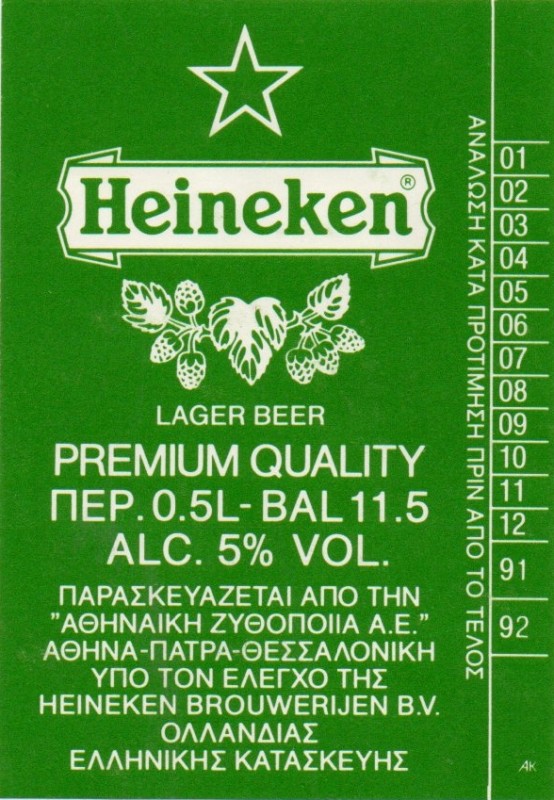 Heineken®
LAGER BEER
PREMIUM QUALITY
ΠΕΡ. 0.5L - BAL 11.5
ALC. 5% VOL.
ΠΑΡΑΣΚΕΥΑΖΕΤΑΙ ΑΠΟ ΤΗΝ
"ΑΘΗΝΑΙΚΗ ΖΥΘΟΠΟΙΙΑ Α.Ε."
ΑΘΗΝΑ-ΠΑΤΡΑ-ΘΕΣΣΑΛΟΝΙΚΗ
ΥΠΟ ΤΟΝ ΕΛΕΓΧΟ ΤΗΣ
HEINEKEN BROUWERIJEN B.V.
ΟΛΛΑΝΔΙΑΣ
ΕΛΛΗΝΙΚΗΣ ΚΑΤΑΣΚΕΥΗΣ
ΑΝΑΛΩΣΗ ΚΑΤΑ ΠΡΟΤΙΜΗΣΗ ΠΡΙΝ ΑΠΟ ΤΟ ΤΕΛΟΣ
01
02
03
04
05
06
07
08
09
10
11
12
91
92
AK